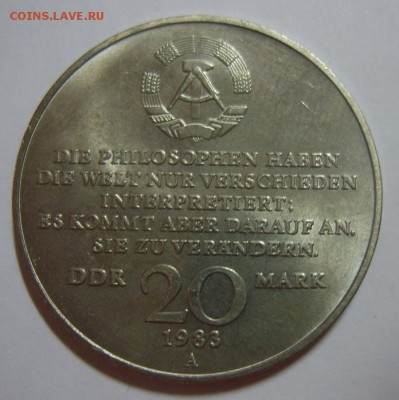 COINS.LAVE.RU
DIE PHILOSOPHEN HABEN
DIE WELT NUR VERSCHIEDEN
INTERPRETIERT;
ES KOMMT ABER DARAUF AN,
SIE ZU VERÄNDERN.
DDR 20 MARK
1983
A